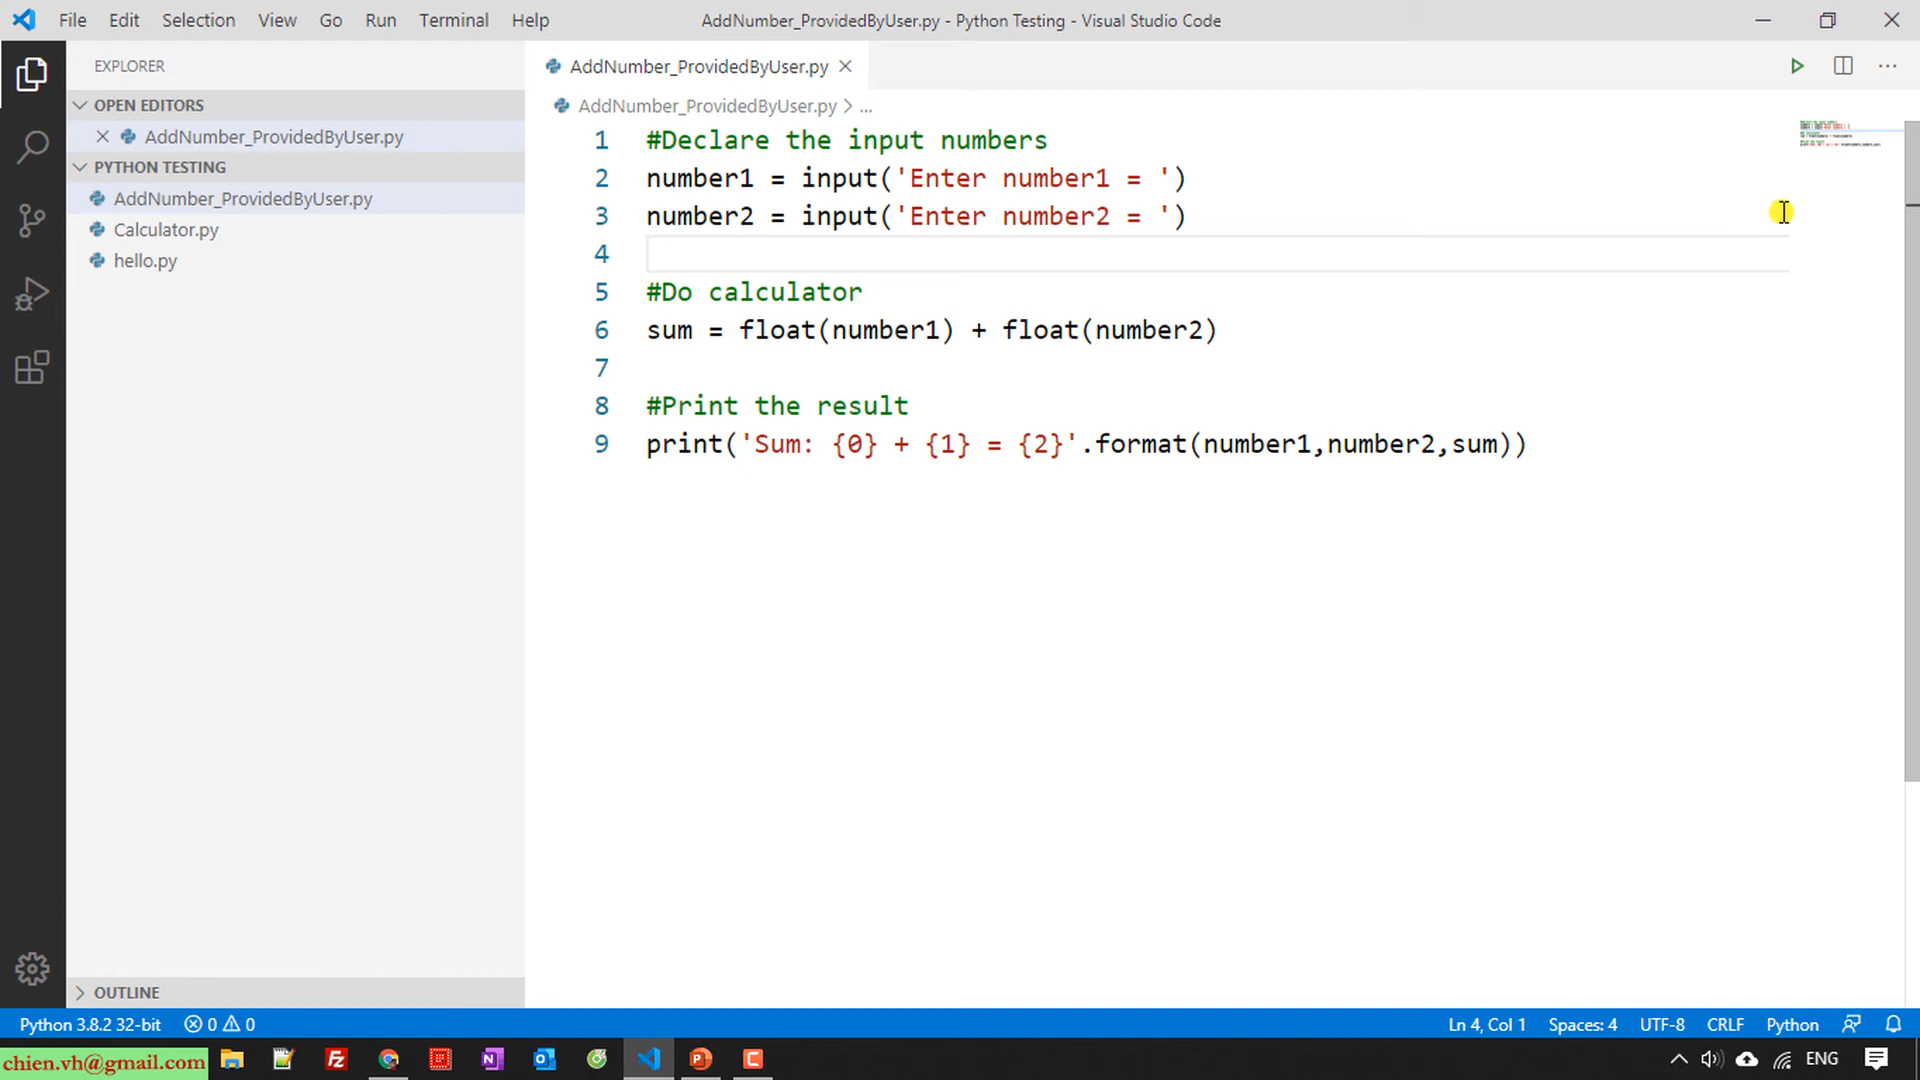 File Edit Selection View Go Run Terminal Help
AddNumber_ProvidedByUser.py - Python Testing - Visual Studio Code
EXPLORER
OPEN EDITORS
AddNumber_ProvidedByUser.py
PYTHON TESTING
AddNumber_ProvidedByUser.py
Calculator.py
hello.py
OUTLINE
AddNumber_ProvidedByUser.py
AddNumber_ProvidedByUser.py > ...
1 #Declare the input numbers
2 number1 = input('Enter number1 = ')
3 number2 = input('Enter number2 = ')
4
5 #Do calculator
6 sum = float(number1) + float(number2)
7
8 #Print the result
9 print('Sum: {0} + {1} = {2}'.format(number1,number2,sum))
Python 3.8.2 32-bit 0 0 Ln 4, Col 1 Spaces: 4 UTF-8 CRLF Python
chien.vh@gmail.com ENG